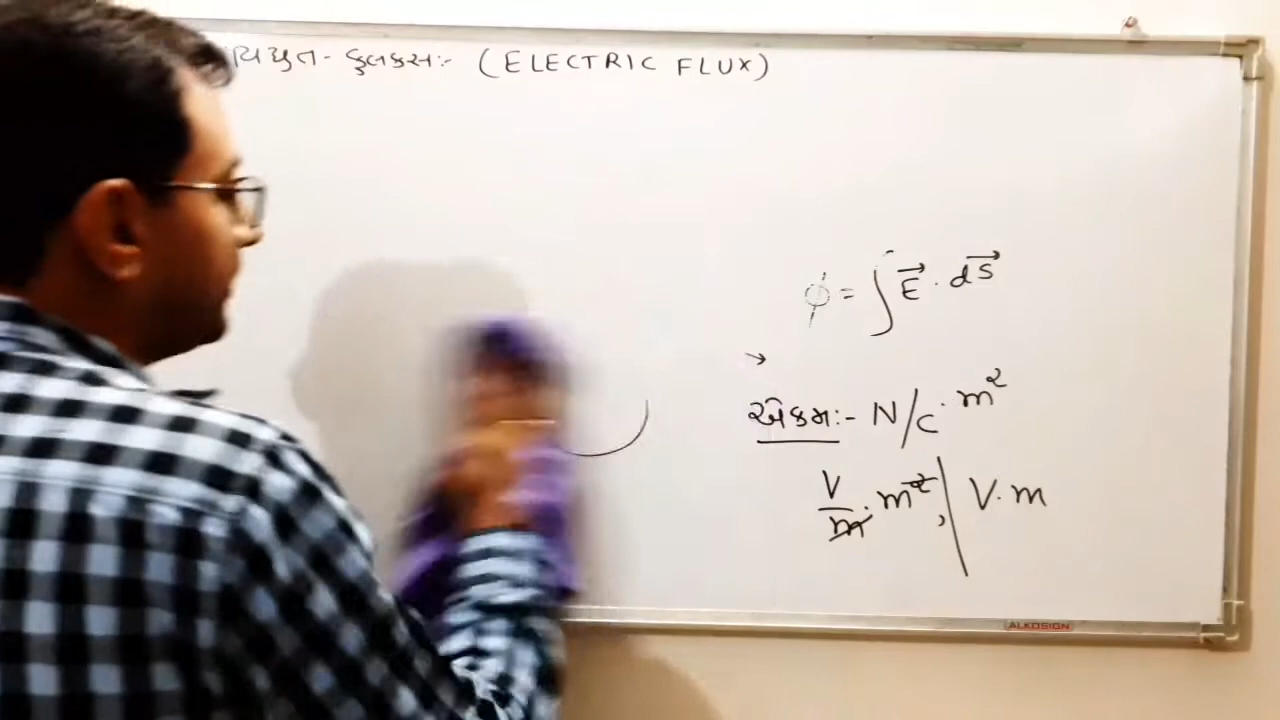 વિદ્યુત- ફ્લક્સ:- (ELECTRIC FLUX)
ϕ = ∫ E⃗ · dS⃗
→
એકમ:- N/C · m²
V/m · m², | V·m
ALKOSIGN